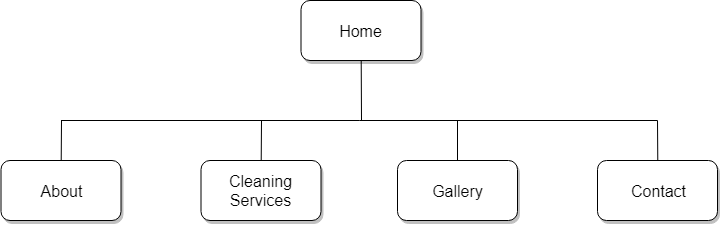 Home
About
Cleaning
Services
Gallery
Contact